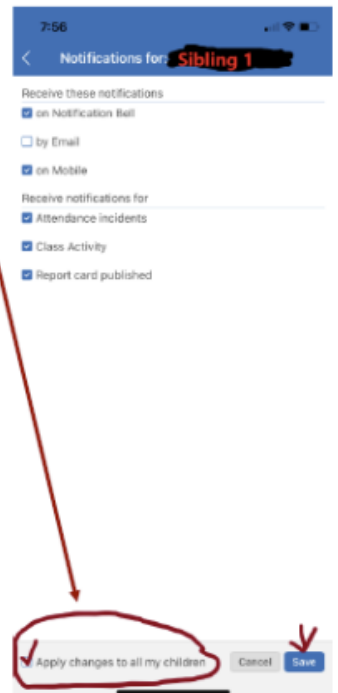 7:56
Notifications for: Sibling 1
Receive these notifications
on Notification Bell
by Email
on Mobile
Receive notifications for
Attendance incidents
Class Activity
Report card published
Apply changes to all my children Cancel Save